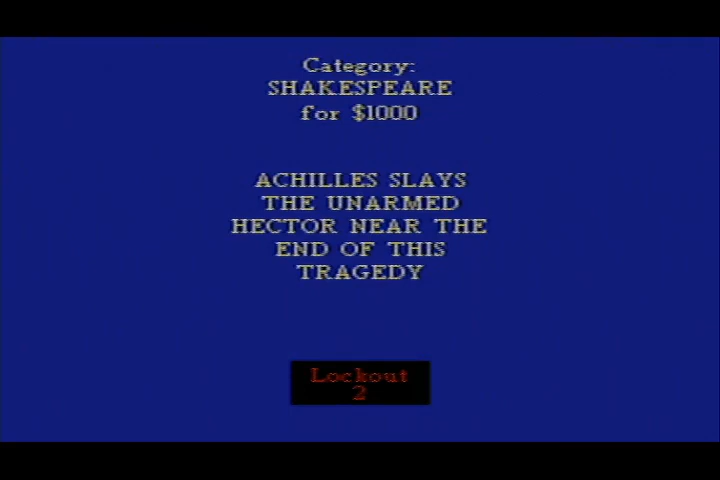 Category:
SHAKESPEARE
for $1000
ACHILLES SLAYS
THE UNARMED
HECTOR NEAR THE
END OF THIS
TRAGEDY
Lockout
2